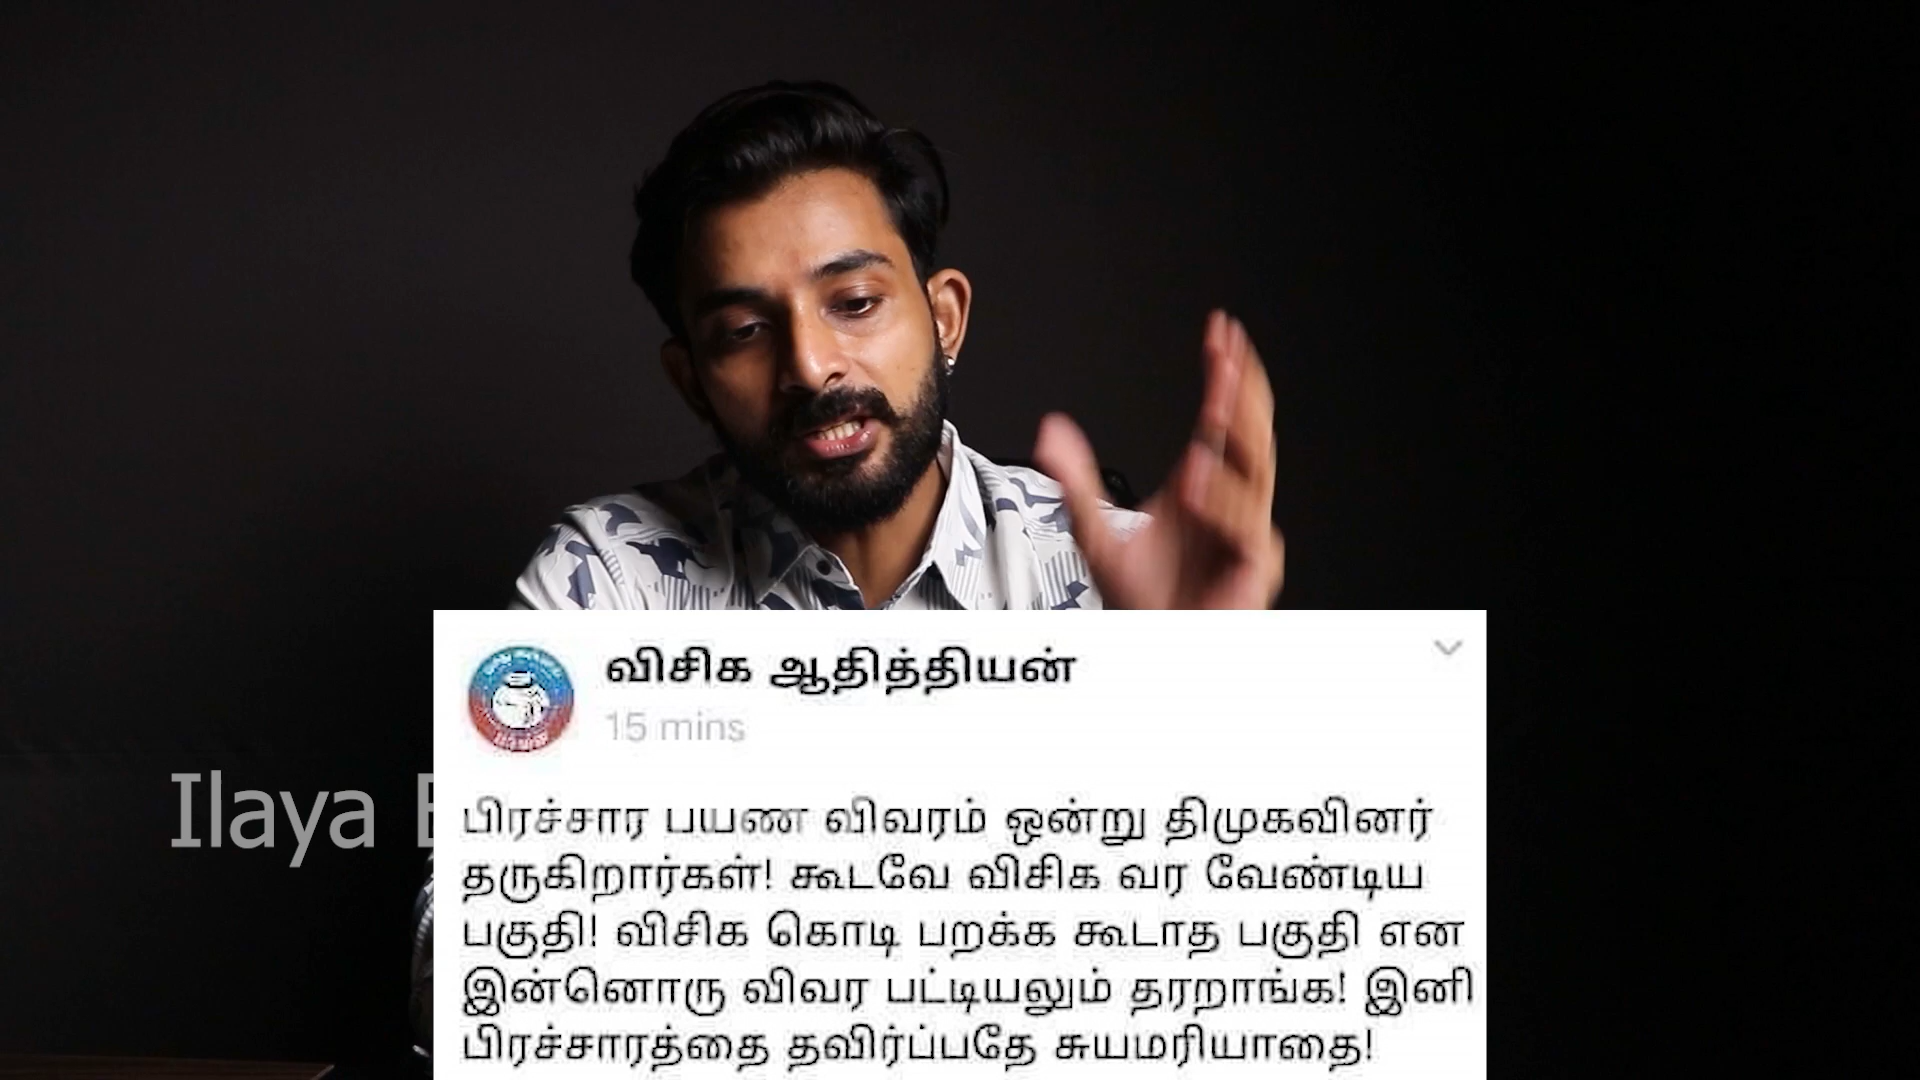 விசிக ஆதித்தியன்
15 mins
Ilaya
பிரச்சார பயண விவரம் ஒன்று திமுகவினர்
தருகிறார்கள்! கூடவே விசிக வர வேண்டிய
பகுதி! விசிக கொடி பறக்க கூடாத பகுதி என
இன்னொரு விவர பட்டியலும் தரறாங்க! இனி
பிரச்சாரத்தை தவிர்ப்பதே சுயமரியாதை!